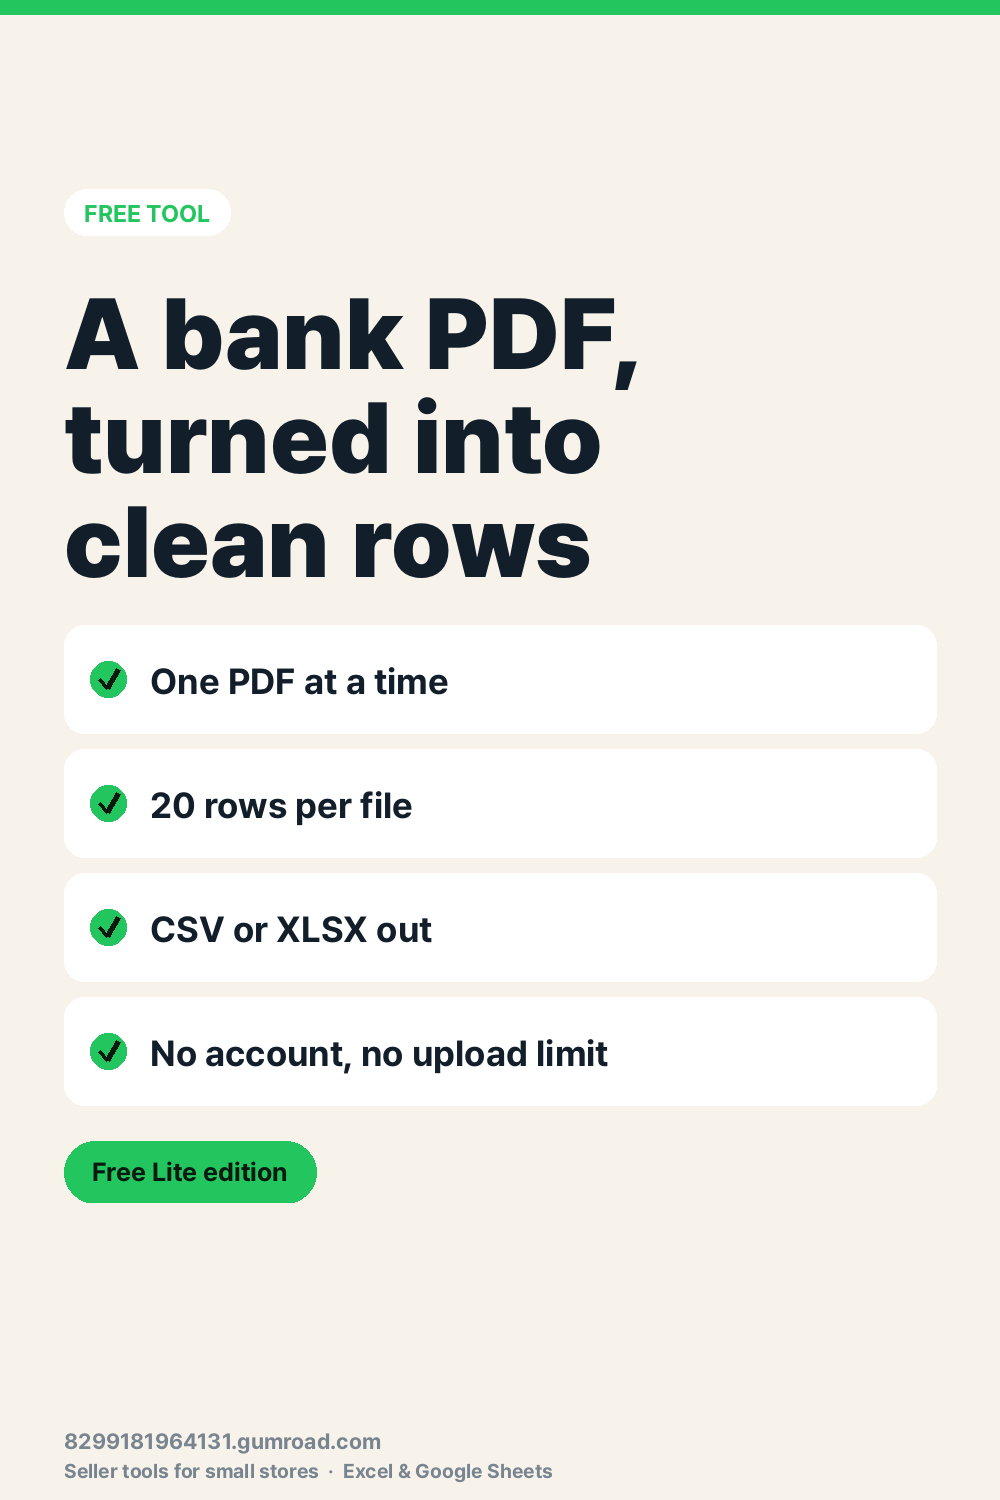 FREE TOOL
A bank PDF,
turned into
clean rows
One PDF at a time
20 rows per file
CSV or XLSX out
No account, no upload limit
Free Lite edition
8299181964131.gumroad.com
Seller tools for small stores · Excel & Google Sheets